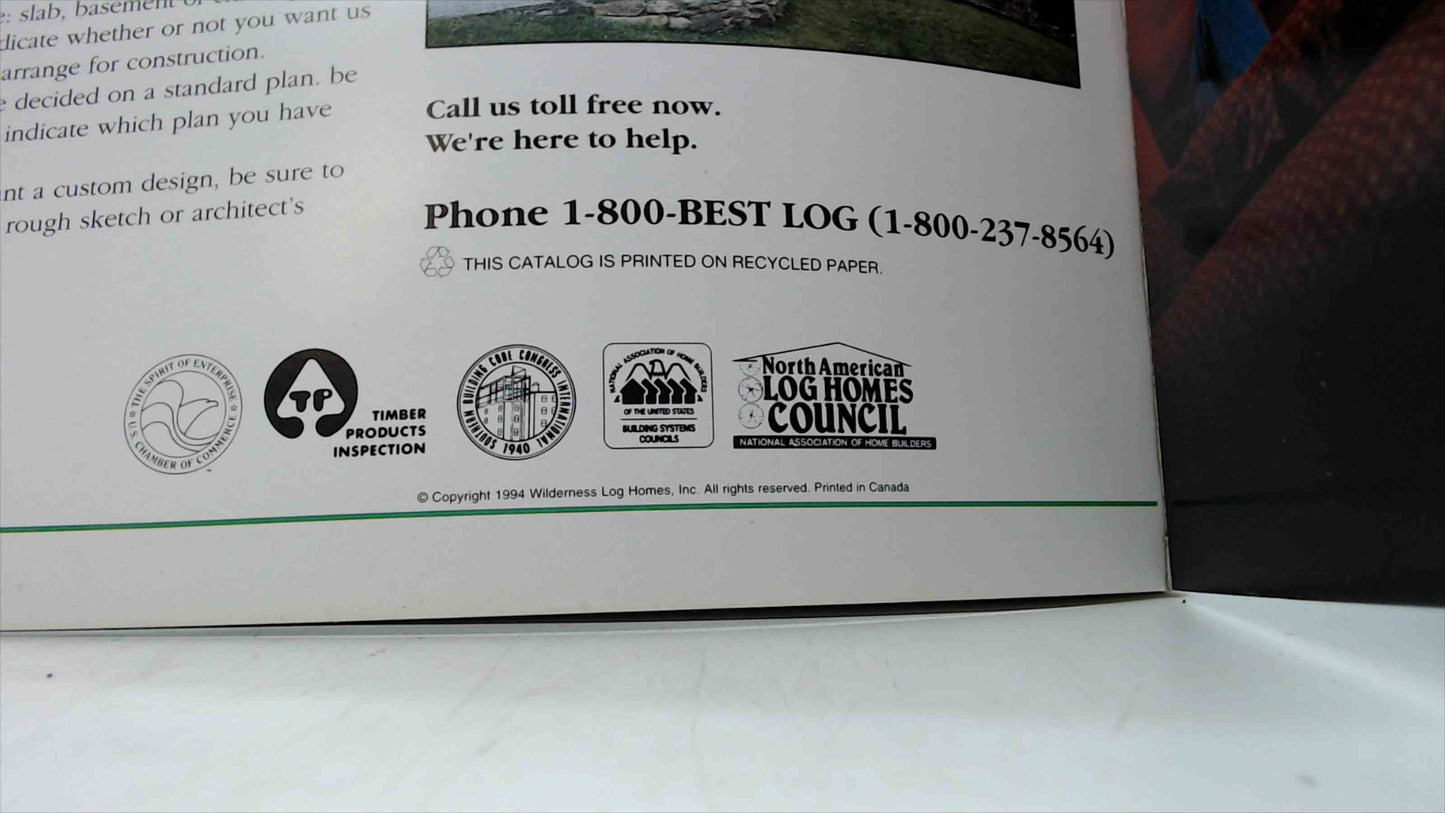 : slab, basement or
dicate whether or not you want us
arrange for construction.
e decided on a standard plan. be
indicate which plan you have
nt a custom design, be sure to
rough sketch or architect's
Call us toll free now.
We're here to help.
Phone 1-800-BEST LOG (1-800-237-8564)
THIS CATALOG IS PRINTED ON RECYCLED PAPER.
THE SPIRIT OF ENTERPRISE
U.S. CHAMBER OF COMMERCE
TP
TIMBER
PRODUCTS
INSPECTION
SOUTHERN BUILDING CODE CONGRESS INTERNATIONAL
1940
NATIONAL ASSOCIATION OF HOME BUILDERS
OF THE UNITED STATES
BUILDING SYSTEMS
COUNCILS
North American
LOG HOMES
COUNCIL
NATIONAL ASSOCIATION OF HOME BUILDERS
© Copyright 1994 Wilderness Log Homes, Inc. All rights reserved. Printed in Canada